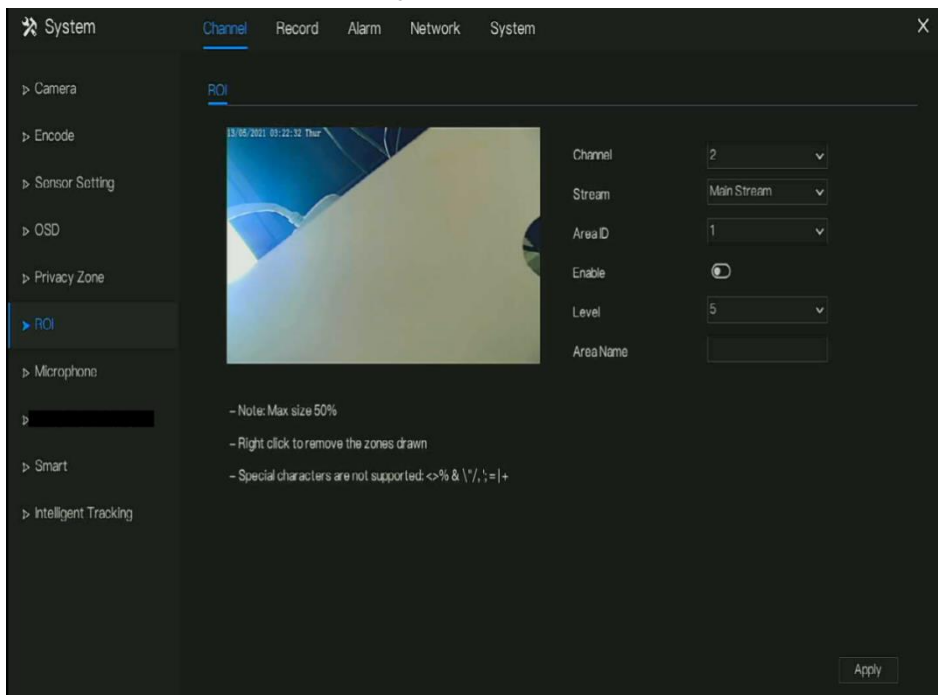 System
Channel Record Alarm Network System X
Camera
Encode
Sensor Setting
OSD
Privacy Zone
ROI
Microphone
Smart
Intelligent Tracking
ROI
13/05/2021 03:22:32 Thur
Channel 2
Stream Main Stream
Area ID 1
Enable
Level 5
Area Name
– Note: Max size 50%
– Right click to remove the zones drawn
– Special characters are not supported: <>% & \"/,';=|+
Apply